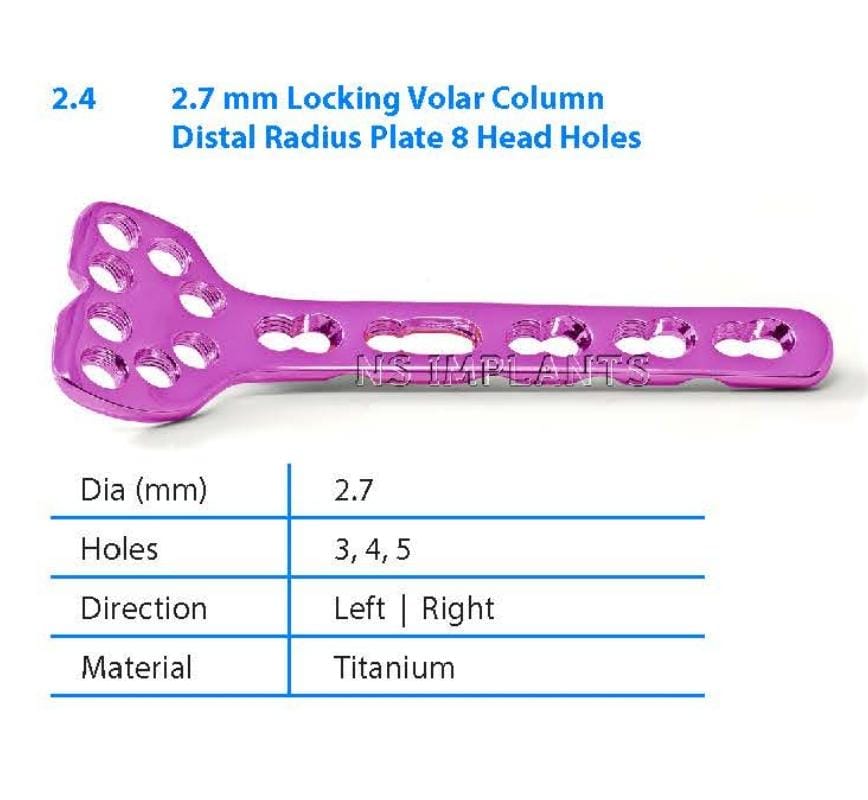 2.4 2.7 mm Locking Volar Column
Distal Radius Plate 8 Head Holes
NS IMPLANTS
Dia (mm) 2.7
Holes 3, 4, 5
Direction Left | Right
Material Titanium